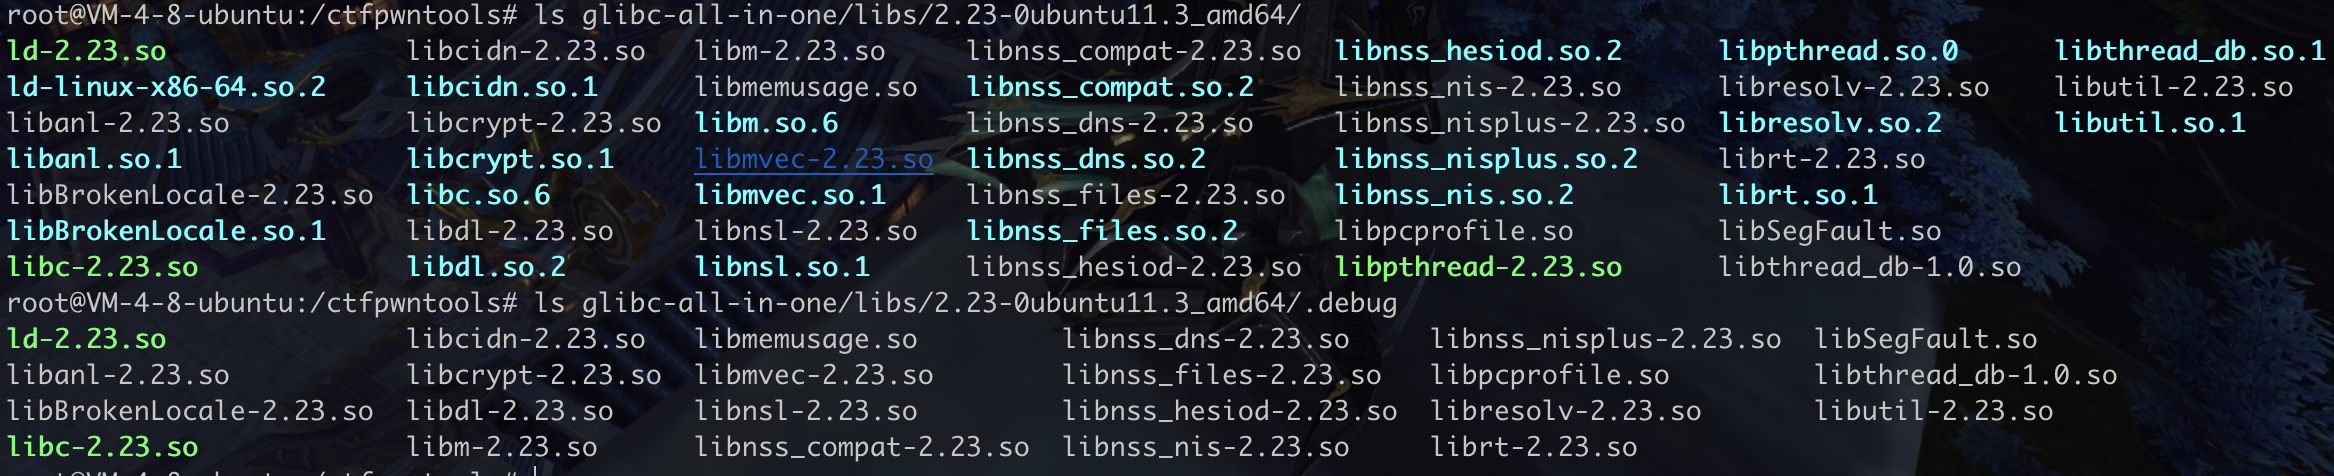 root@VM-4-8-ubuntu:/ctfpwntools# ls glibc-all-in-one/libs/2.23-0ubuntu11.3_amd64/
ld-2.23.so libcidn-2.23.so libm-2.23.so libnss_compat-2.23.so libnss_hesiod.so.2 libpthread.so.0 libthread_db.so.1
ld-linux-x86-64.so.2 libcidn.so.1 libmemusage.so libnss_compat.so.2 libnss_nis-2.23.so libresolv-2.23.so libutil-2.23.so
libanl-2.23.so libcrypt-2.23.so libm.so.6 libnss_dns-2.23.so libnss_nisplus-2.23.so libresolv.so.2 libutil.so.1
libanl.so.1 libcrypt.so.1 libmvec-2.23.so libnss_dns.so.2 libnss_nisplus.so.2 librt-2.23.so
libBrokenLocale-2.23.so libc.so.6 libmvec.so.1 libnss_files-2.23.so libnss_nis.so.2 librt.so.1
libBrokenLocale.so.1 libdl-2.23.so libnsl-2.23.so libnss_files.so.2 libpcprofile.so libSegFault.so
libc-2.23.so libdl.so.2 libnsl.so.1 libnss_hesiod-2.23.so libpthread-2.23.so libthread_db-1.0.so
root@VM-4-8-ubuntu:/ctfpwntools# ls glibc-all-in-one/libs/2.23-0ubuntu11.3_amd64/.debug
ld-2.23.so libcidn-2.23.so libmemusage.so libnss_dns-2.23.so libnss_nisplus-2.23.so libSegFault.so
libanl-2.23.so libcrypt-2.23.so libmvec-2.23.so libnss_files-2.23.so libpcprofile.so libthread_db-1.0.so
libBrokenLocale-2.23.so libdl-2.23.so libnsl-2.23.so libnss_hesiod-2.23.so libresolv-2.23.so libutil-2.23.so
libc-2.23.so libm-2.23.so libnss_compat-2.23.so libnss_nis-2.23.so librt-2.23.so
root@VM-4-8-ubuntu:/ctfpwntools#